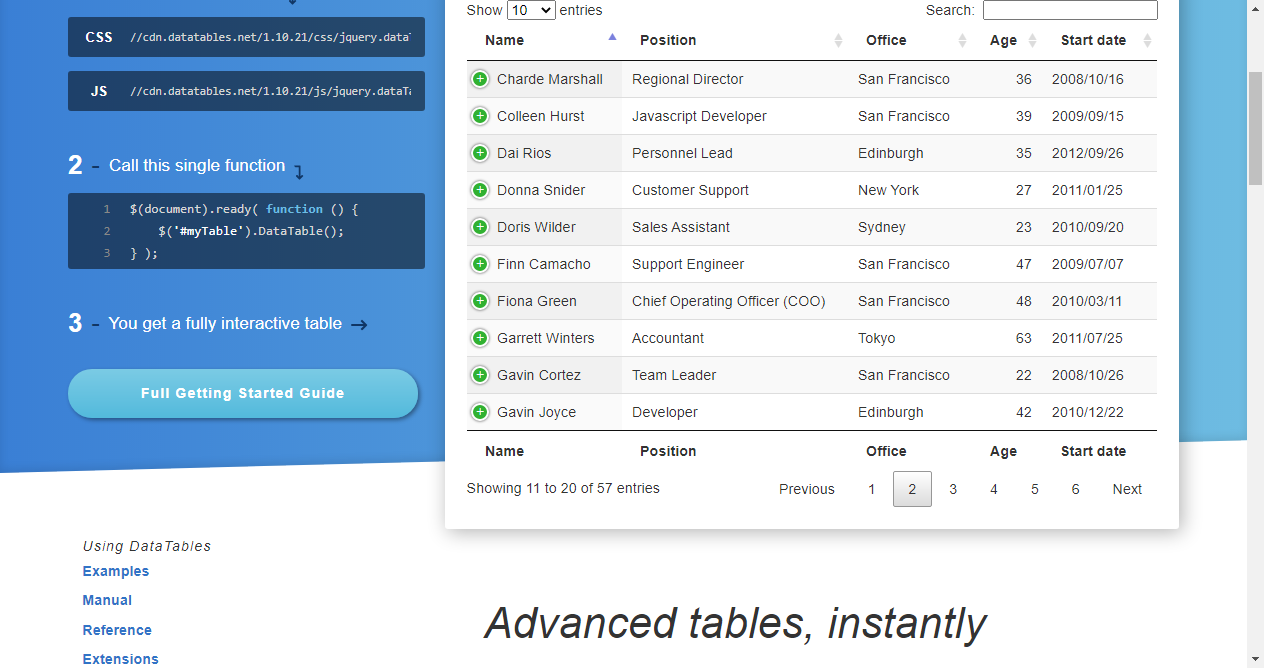 CSS //cdn.datatables.net/1.10.21/css/jquery.data
JS //cdn.datatables.net/1.10.21/js/jquery.dataTa
2 - Call this single function
1 $(document).ready( function () {
2 $('#myTable').DataTable();
3 } );
3 - You get a fully interactive table →
Full Getting Started Guide
Show 10 entries Search:
Name Position Office Age Start date
Charde Marshall Regional Director San Francisco 36 2008/10/16
Colleen Hurst Javascript Developer San Francisco 39 2009/09/15
Dai Rios Personnel Lead Edinburgh 35 2012/09/26
Donna Snider Customer Support New York 27 2011/01/25
Doris Wilder Sales Assistant Sydney 23 2010/09/20
Finn Camacho Support Engineer San Francisco 47 2009/07/07
Fiona Green Chief Operating Officer (COO) San Francisco 48 2010/03/11
Garrett Winters Accountant Tokyo 63 2011/07/25
Gavin Cortez Team Leader San Francisco 22 2008/10/26
Gavin Joyce Developer Edinburgh 42 2010/12/22
Name Position Office Age Start date
Showing 11 to 20 of 57 entries Previous 1 2 3 4 5 6 Next
Using DataTables
Examples
Manual
Reference
Extensions
Advanced tables, instantly